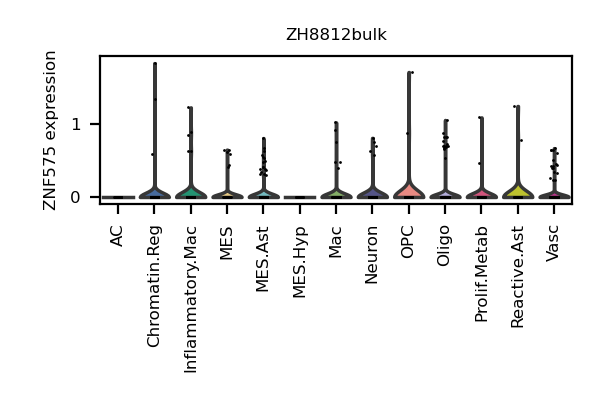 ZH8812bulk
ZNF575 expression
1
0
AC
Chromatin.Reg
Inflammatory.Mac
MES
MES.Ast
MES.Hyp
Mac
Neuron
OPC
Oligo
Prolif.Metab
Reactive.Ast
Vasc